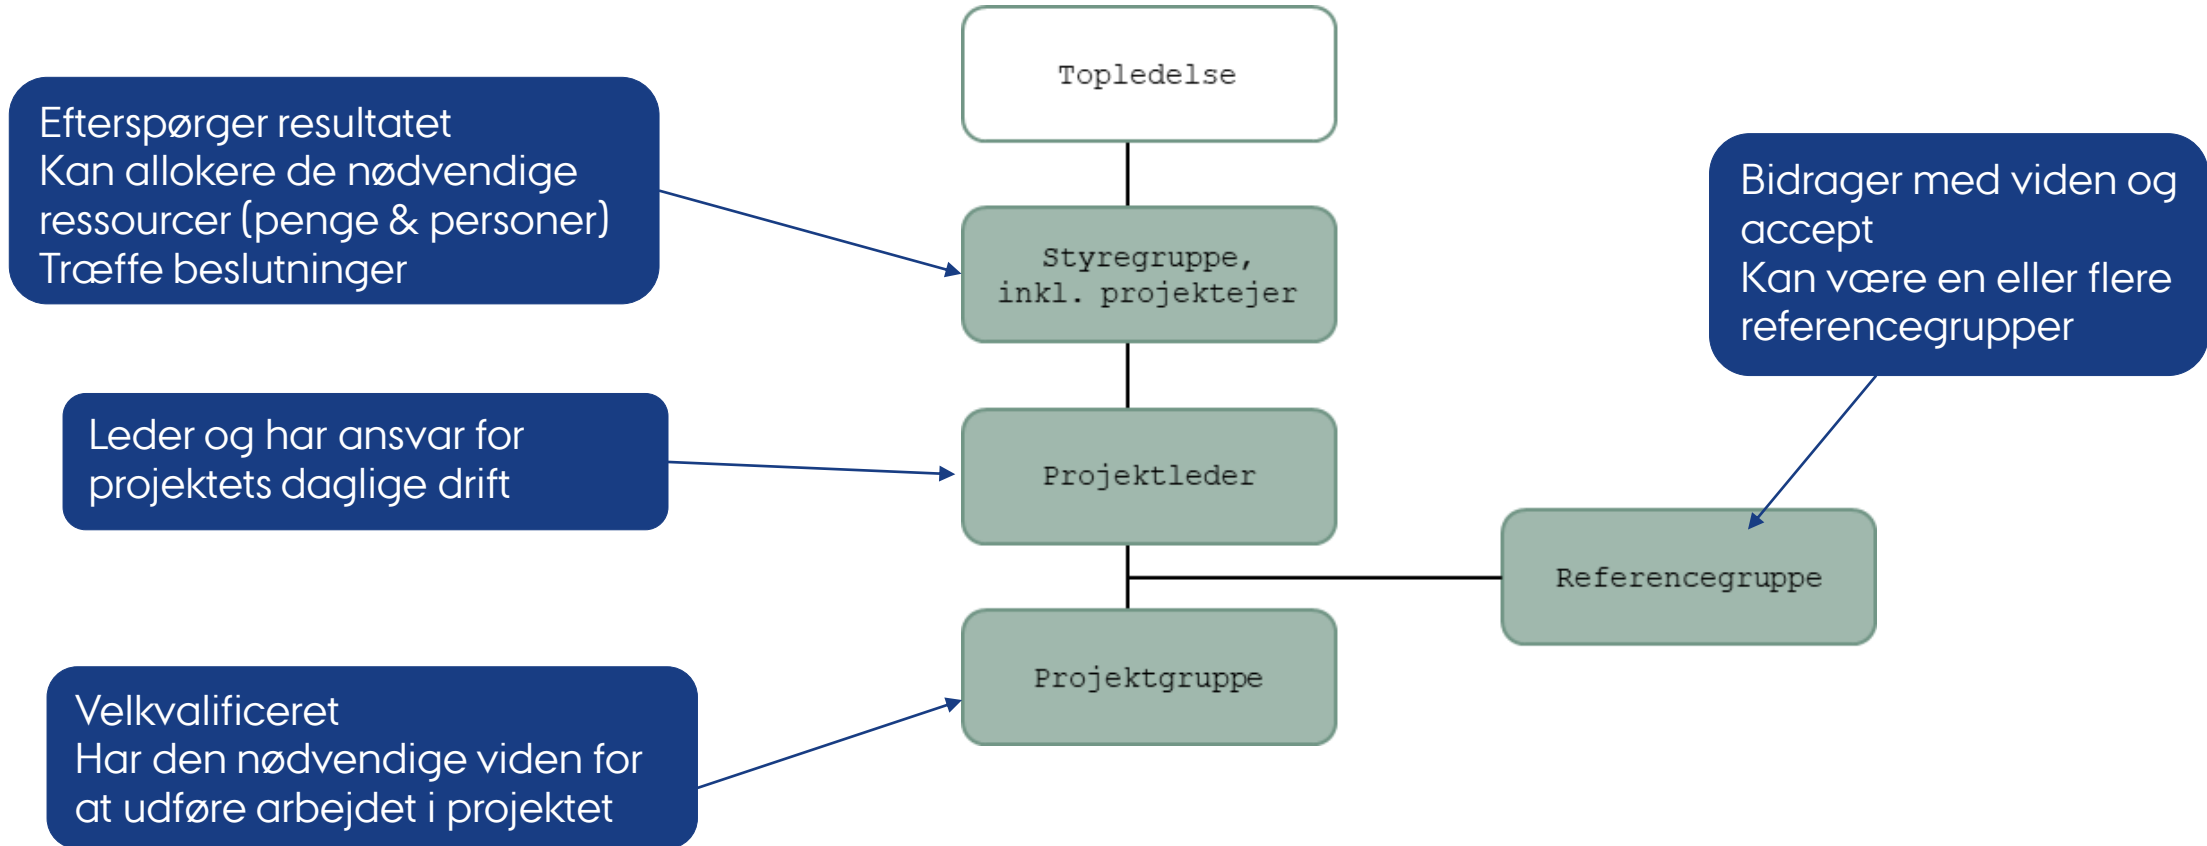 Topledelse
Efterspørger resultatet
Kan allokere de nødvendige
ressourcer (penge & personer)
Træffe beslutninger
Styregruppe,
inkl. projektejer
Bidrager med viden og
accept
Kan være en eller flere
referencegrupper
Leder og har ansvar for
projektets daglige drift
Projektleder
Referencegruppe
Velkvalificeret
Har den nødvendige viden for
at udføre arbejdet i projektet
Projektgruppe